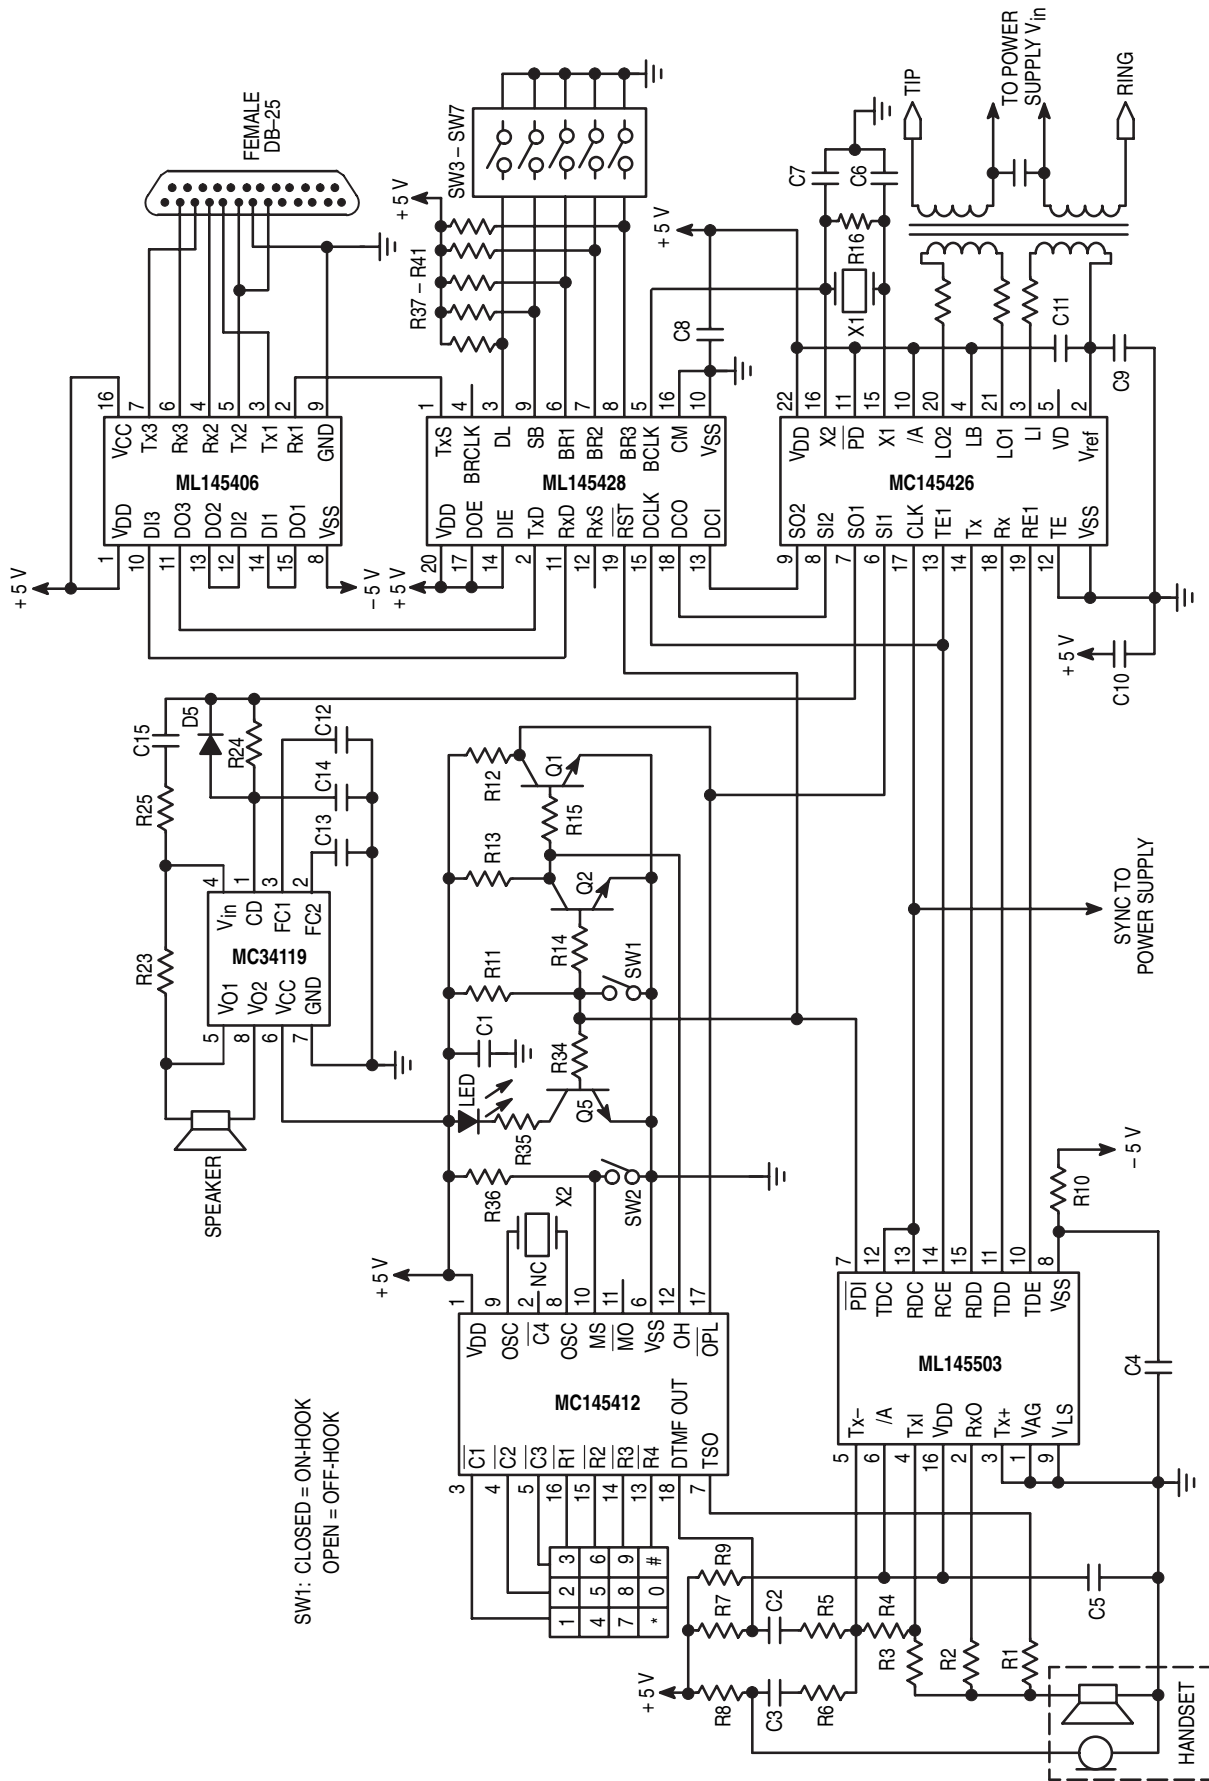 SW1: CLOSED = ON-HOOK
OPEN = OFF-HOOK
SPEAKER
R23
R25
C15
D5
R24
C13
C14
C12
MC34119
5 VO1
8 VO2
6 VCC
7 GND
Vin 4
CD 1
FC1 3
FC2 2
+ 5 V
+ 5 V
– 5 V
ML145406
1 VDD
10 DI3
11 DO3
13 DO2
12 DI2
14 DI1
15 DO1
8 VSS
VCC 16
Tx3 7
Rx3 6
Rx2 4
Tx2 5
Tx1 3
Rx1 2
GND 9
FEMALE
DB–25
+ 5 V
ML145428
20 VDD
17 DOE
14 DIE
2 TxD
11 RxD
12 RxS
19 RST
15 DCLK
18 DCO
13 DCI
TxS 1
BRCLK 4
DL 3
SB 9
BR1 6
BR2 7
BR3 8
BCLK 5
CM 16
VSS 10
+ 5 V
R37 – R41
SW3 – SW7
C8
+ 5 V
MC145426
9 SO2
8 SI2
7 SO1
6 SI1
17 CLK
13 TE1
14 Tx
18 Rx
19 RE1
12 TE
VSS
VDD 22
X2 16
PD 11
X1 15
/A 10
LO2 20
LB 4
LO1 21
LI 3
VD 5
Vref 2
X1
R16
C7
C6
C11
C9
+ 5 V
C10
TIP
TO POWER
SUPPLY Vin
RING
MC145412
3 C1
4 C2
5 C3
16 R1
15 R2
14 R3
13 R4
18 DTMF OUT
7 TSO
VDD 1
OSC 9
C4 2
OSC 8
MS 10
MO 11
VSS 6
OH 12
OPL 17
NC
X2
1 2 3
4 5 6
7 8 9
* 0 #
R36
SW2
LED
R35
Q5
C1
R34
R11
R14
SW1
R13
Q2
R15
R12
Q1
SYNC TO
POWER SUPPLY
ML145503
5 Tx–
6 /A
4 TxI
16 VDD
2 RxO
3 Tx+
1 VAG
9 VLS
PDI 7
TDC 12
RDC 13
RCE 14
RDD 15
TDD 11
TDE 10
VSS 8
R10
– 5 V
C4
+ 5 V
R8
C3
R6
R7
C2
R5
R9
R4
R3
R2
R1
C5
HANDSET